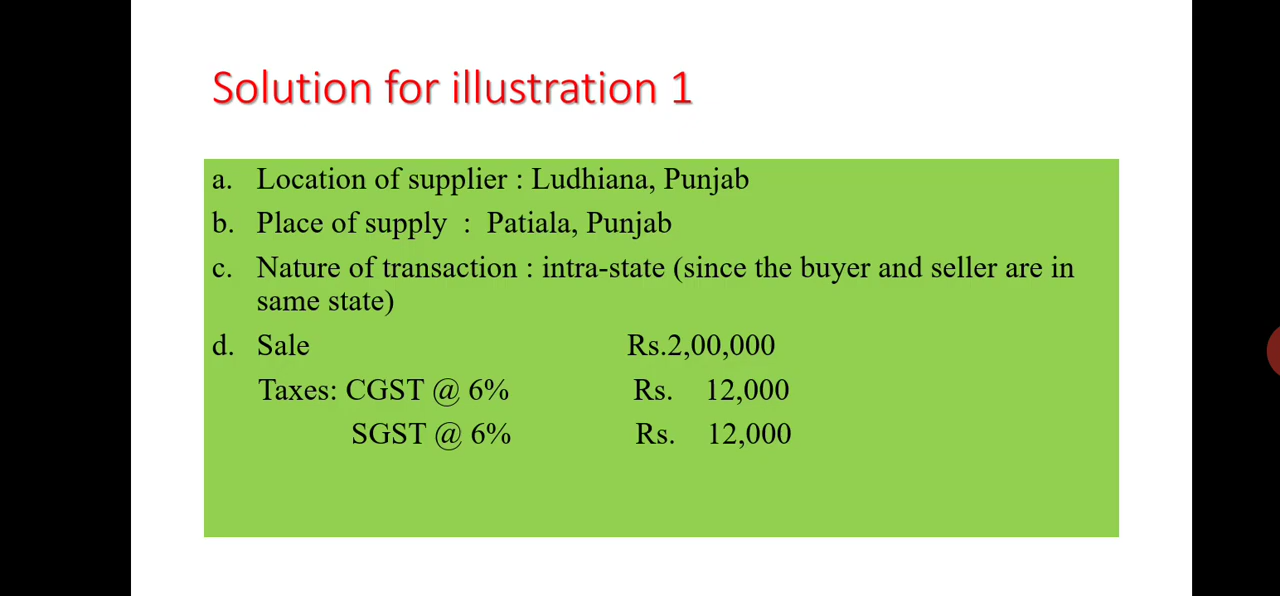 Solution for illustration 1
a. Location of supplier : Ludhiana, Punjab
b. Place of supply : Patiala, Punjab
c. Nature of transaction : intra-state (since the buyer and seller are in
same state)
d. Sale Rs.2,00,000
Taxes: CGST @ 6% Rs. 12,000
SGST @ 6% Rs. 12,000